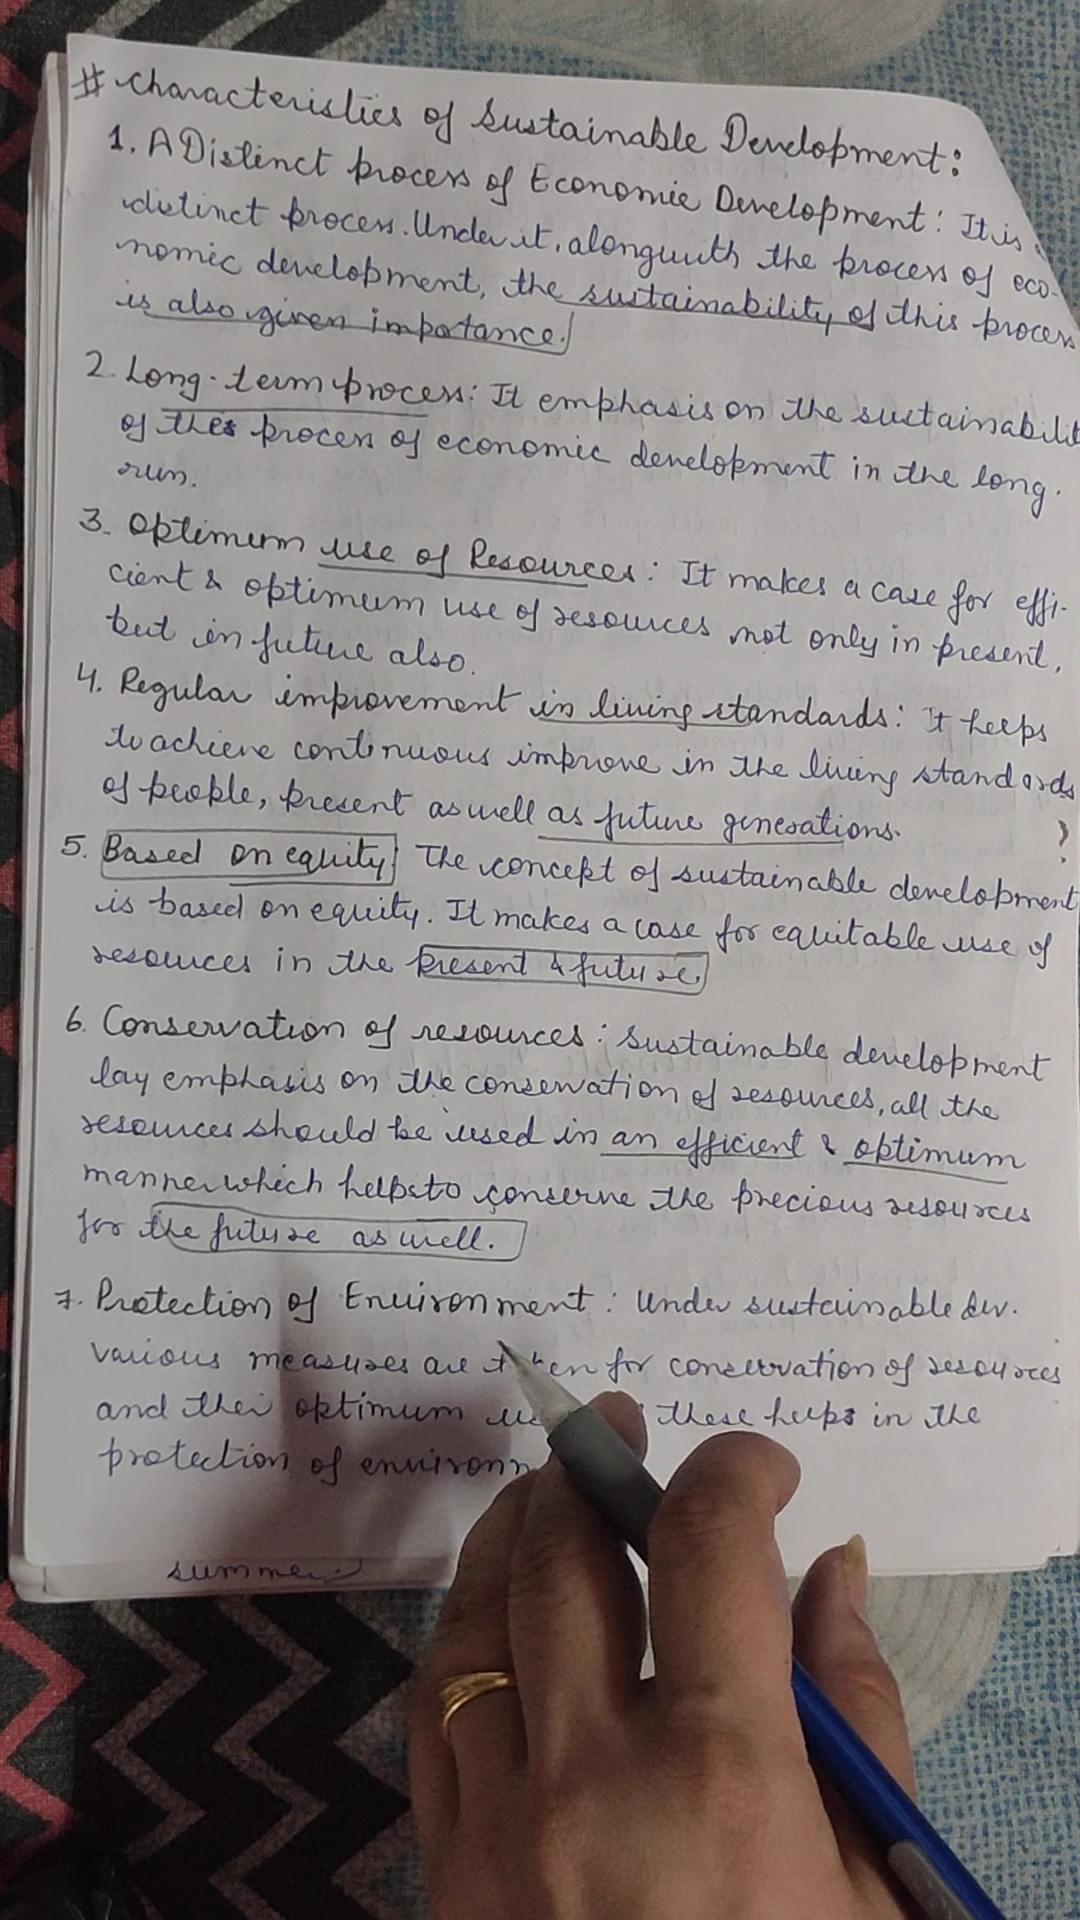 # Characteristics of Sustainable Development:
1. A Distinct process of Economic Development: It is
distinct process. Under it, alongwith the process of eco-
nomic development, the sustainability of this process
is also given importance.
2. Long-term process: It emphasis on the sustainabilit
of this process of economic development in the long.
run.
3. Optimum use of Resources: It makes a case for effi-
cient & optimum use of resources not only in present,
but in future also.
4. Regular improvement in living standards: It helps
to achieve continuous improve in the living standards
of people, present as well as future generations.
?
5. Based on equity The concept of sustainable development
is based on equity. It makes a case for equitable use of
resources in the present & future.
6. Conservation of resources: Sustainable development
lay emphasis on the conservation of resources, all the
resources should be used in an efficient & optimum
manner which helps to conserve the precious resources
for the future as well.
7. Protection of Environment: Under sustainable dev.
various measures are t ken for conservation of resources
and their optimum these helps in the
protection of environm
summer